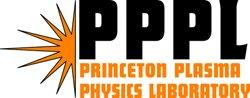 PPPL
PRINCETON PLASMA
PHYSICS LABORATORY